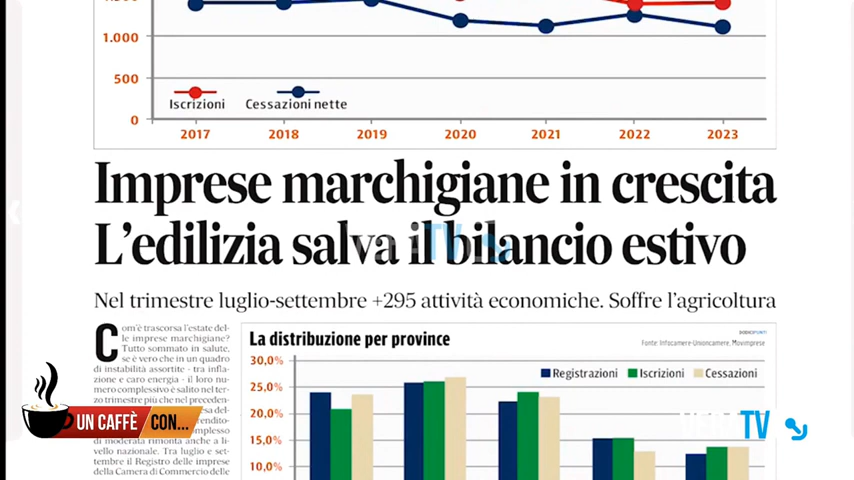 1.000
500
0
Iscrizioni Cessazioni nette
2017 2018 2019 2020 2021 2022 2023
Imprese marchigiane in crescita
L'edilizia salva il bilancio estivo
Nel trimestre luglio-settembre +295 attività economiche. Soffre l'agricoltura
Com'è trascorsa l'estate del-
le imprese marchigiane?
Tutto sommato in salute,
se è vero che in un quadro
di instabilità assortite - tra infla-
zione e caro energia - il loro nu-
mero complessivo è salito nel ter-
zo trimestre più che nel preceden-
di moderata rimonta anche a li-
vello nazionale. Tra luglio e set-
tembre il Registro delle imprese
della Camera di Commercio delle
La distribuzione per province
Fonte: Infocamere-Unioncamere, Movimprese
Registrazioni Iscrizioni Cessazioni
30,0%
25,0%
20,0%
15,0%
10,0%
UN CAFFÈ CON...
TV